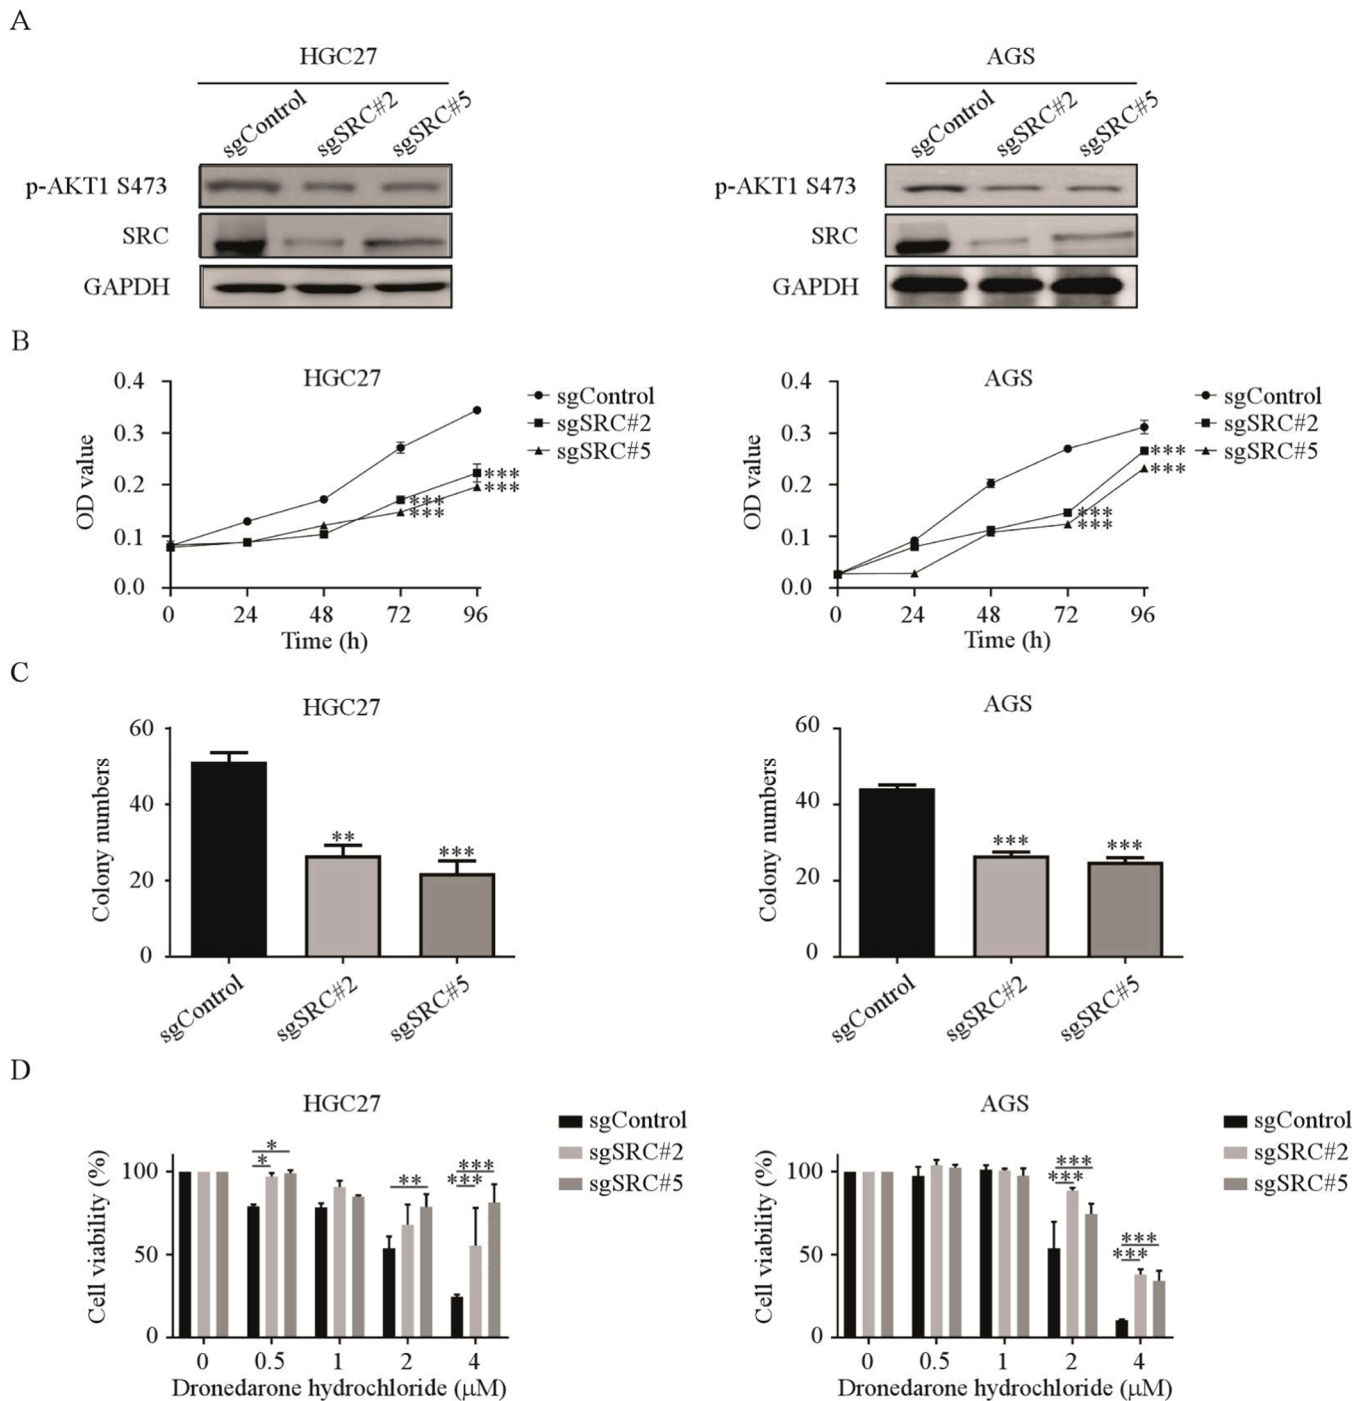 A
HGC27
AGS
sgControl
sgSRC#2
sgSRC#5
sgControl
sgSRC#2
sgSRC#5
p-AKT1 S473
p-AKT1 S473
SRC
SRC
GAPDH
GAPDH
B
HGC27
AGS
0.4
0.3
0.2
0.1
0.0
OD value
sgControl
sgSRC#2
sgSRC#5
***
***
***
***
0 24 48 72 96
Time (h)
0.4
0.3
0.2
0.1
0.0
OD value
sgControl
sgSRC#2
sgSRC#5
***
***
***
***
0 24 48 72 96
Time (h)
C
HGC27
60
40
20
0
Colony numbers
**
***
sgControl
sgSRC#2
sgSRC#5
AGS
60
40
20
0
Colony numbers
***
***
sgControl
sgSRC#2
sgSRC#5
D
HGC27
sgControl
sgSRC#2
sgSRC#5
100
50
0
Cell viability (%)
*
*
**
***
***
0 0.5 1 2 4
Dronedarone hydrochloride (μM)
AGS
sgControl
sgSRC#2
sgSRC#5
100
50
0
Cell viability (%)
***
***
***
***
0 0.5 1 2 4
Dronedarone hydrochloride (μM)